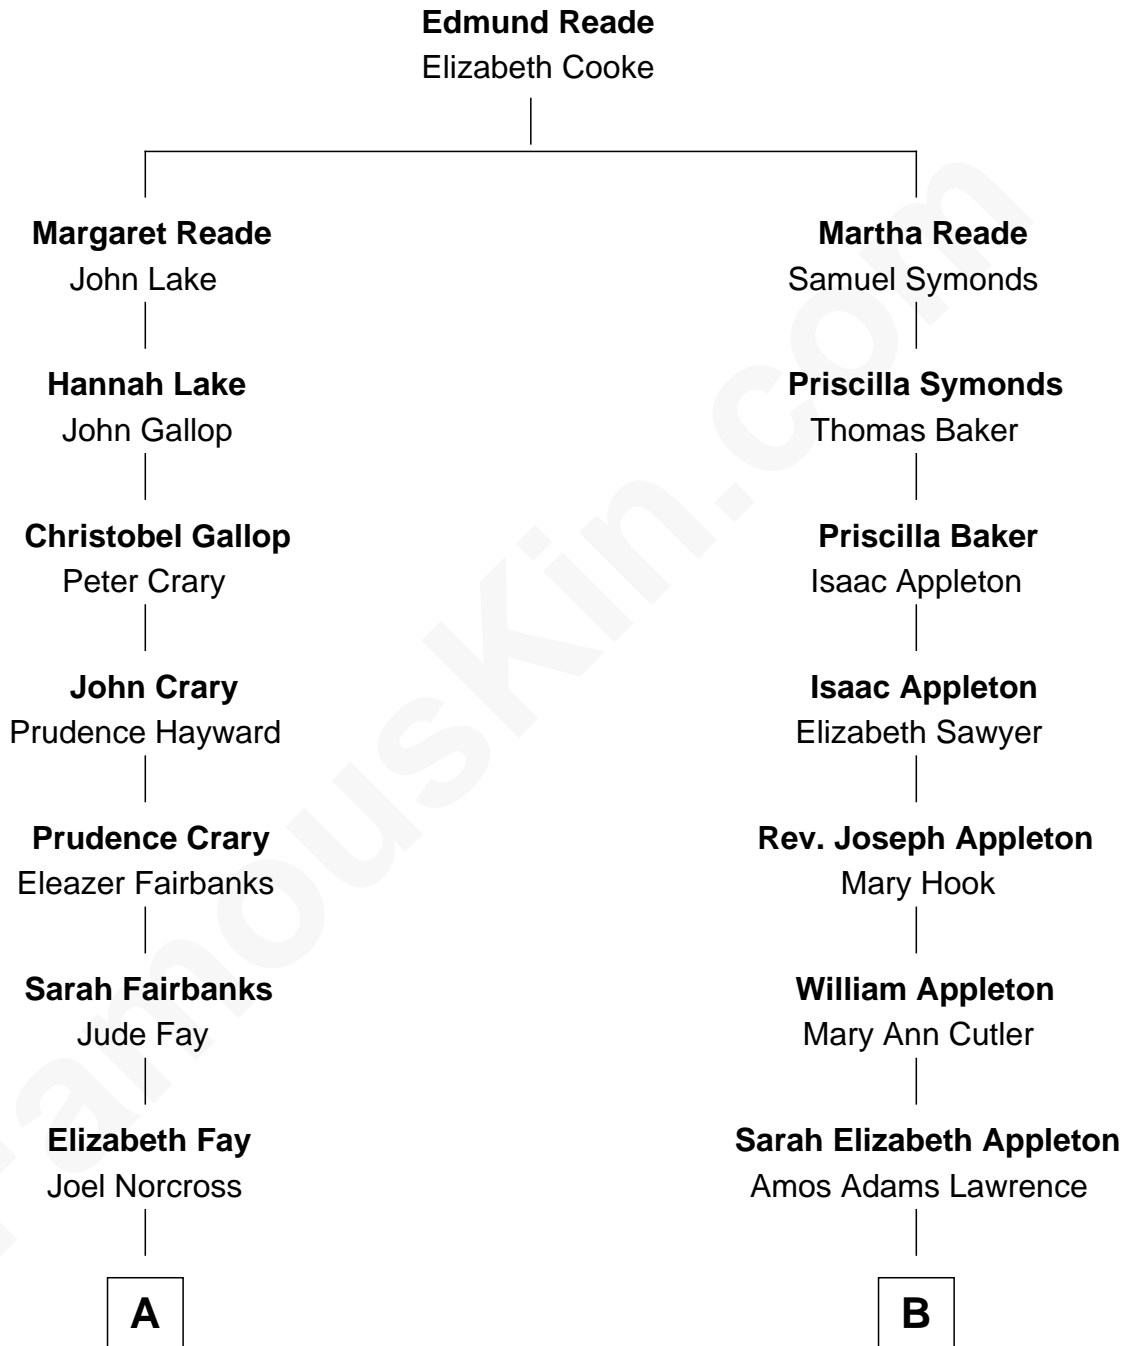 Edmund Reade
Elizabeth Cooke
Margaret Reade
John Lake
Hannah Lake
John Gallop
Christobel Gallop
Peter Crary
John Crary
Prudence Hayward
Prudence Crary
Eleazer Fairbanks
Sarah Fairbanks
Jude Fay
Elizabeth Fay
Joel Norcross
A
Martha Reade
Samuel Symonds
Priscilla Symonds
Thomas Baker
Priscilla Baker
Isaac Appleton
Isaac Appleton
Elizabeth Sawyer
Rev. Joseph Appleton
Mary Hook
William Appleton
Mary Ann Cutler
Sarah Elizabeth Appleton
Amos Adams Lawrence
B
FamousKin.com